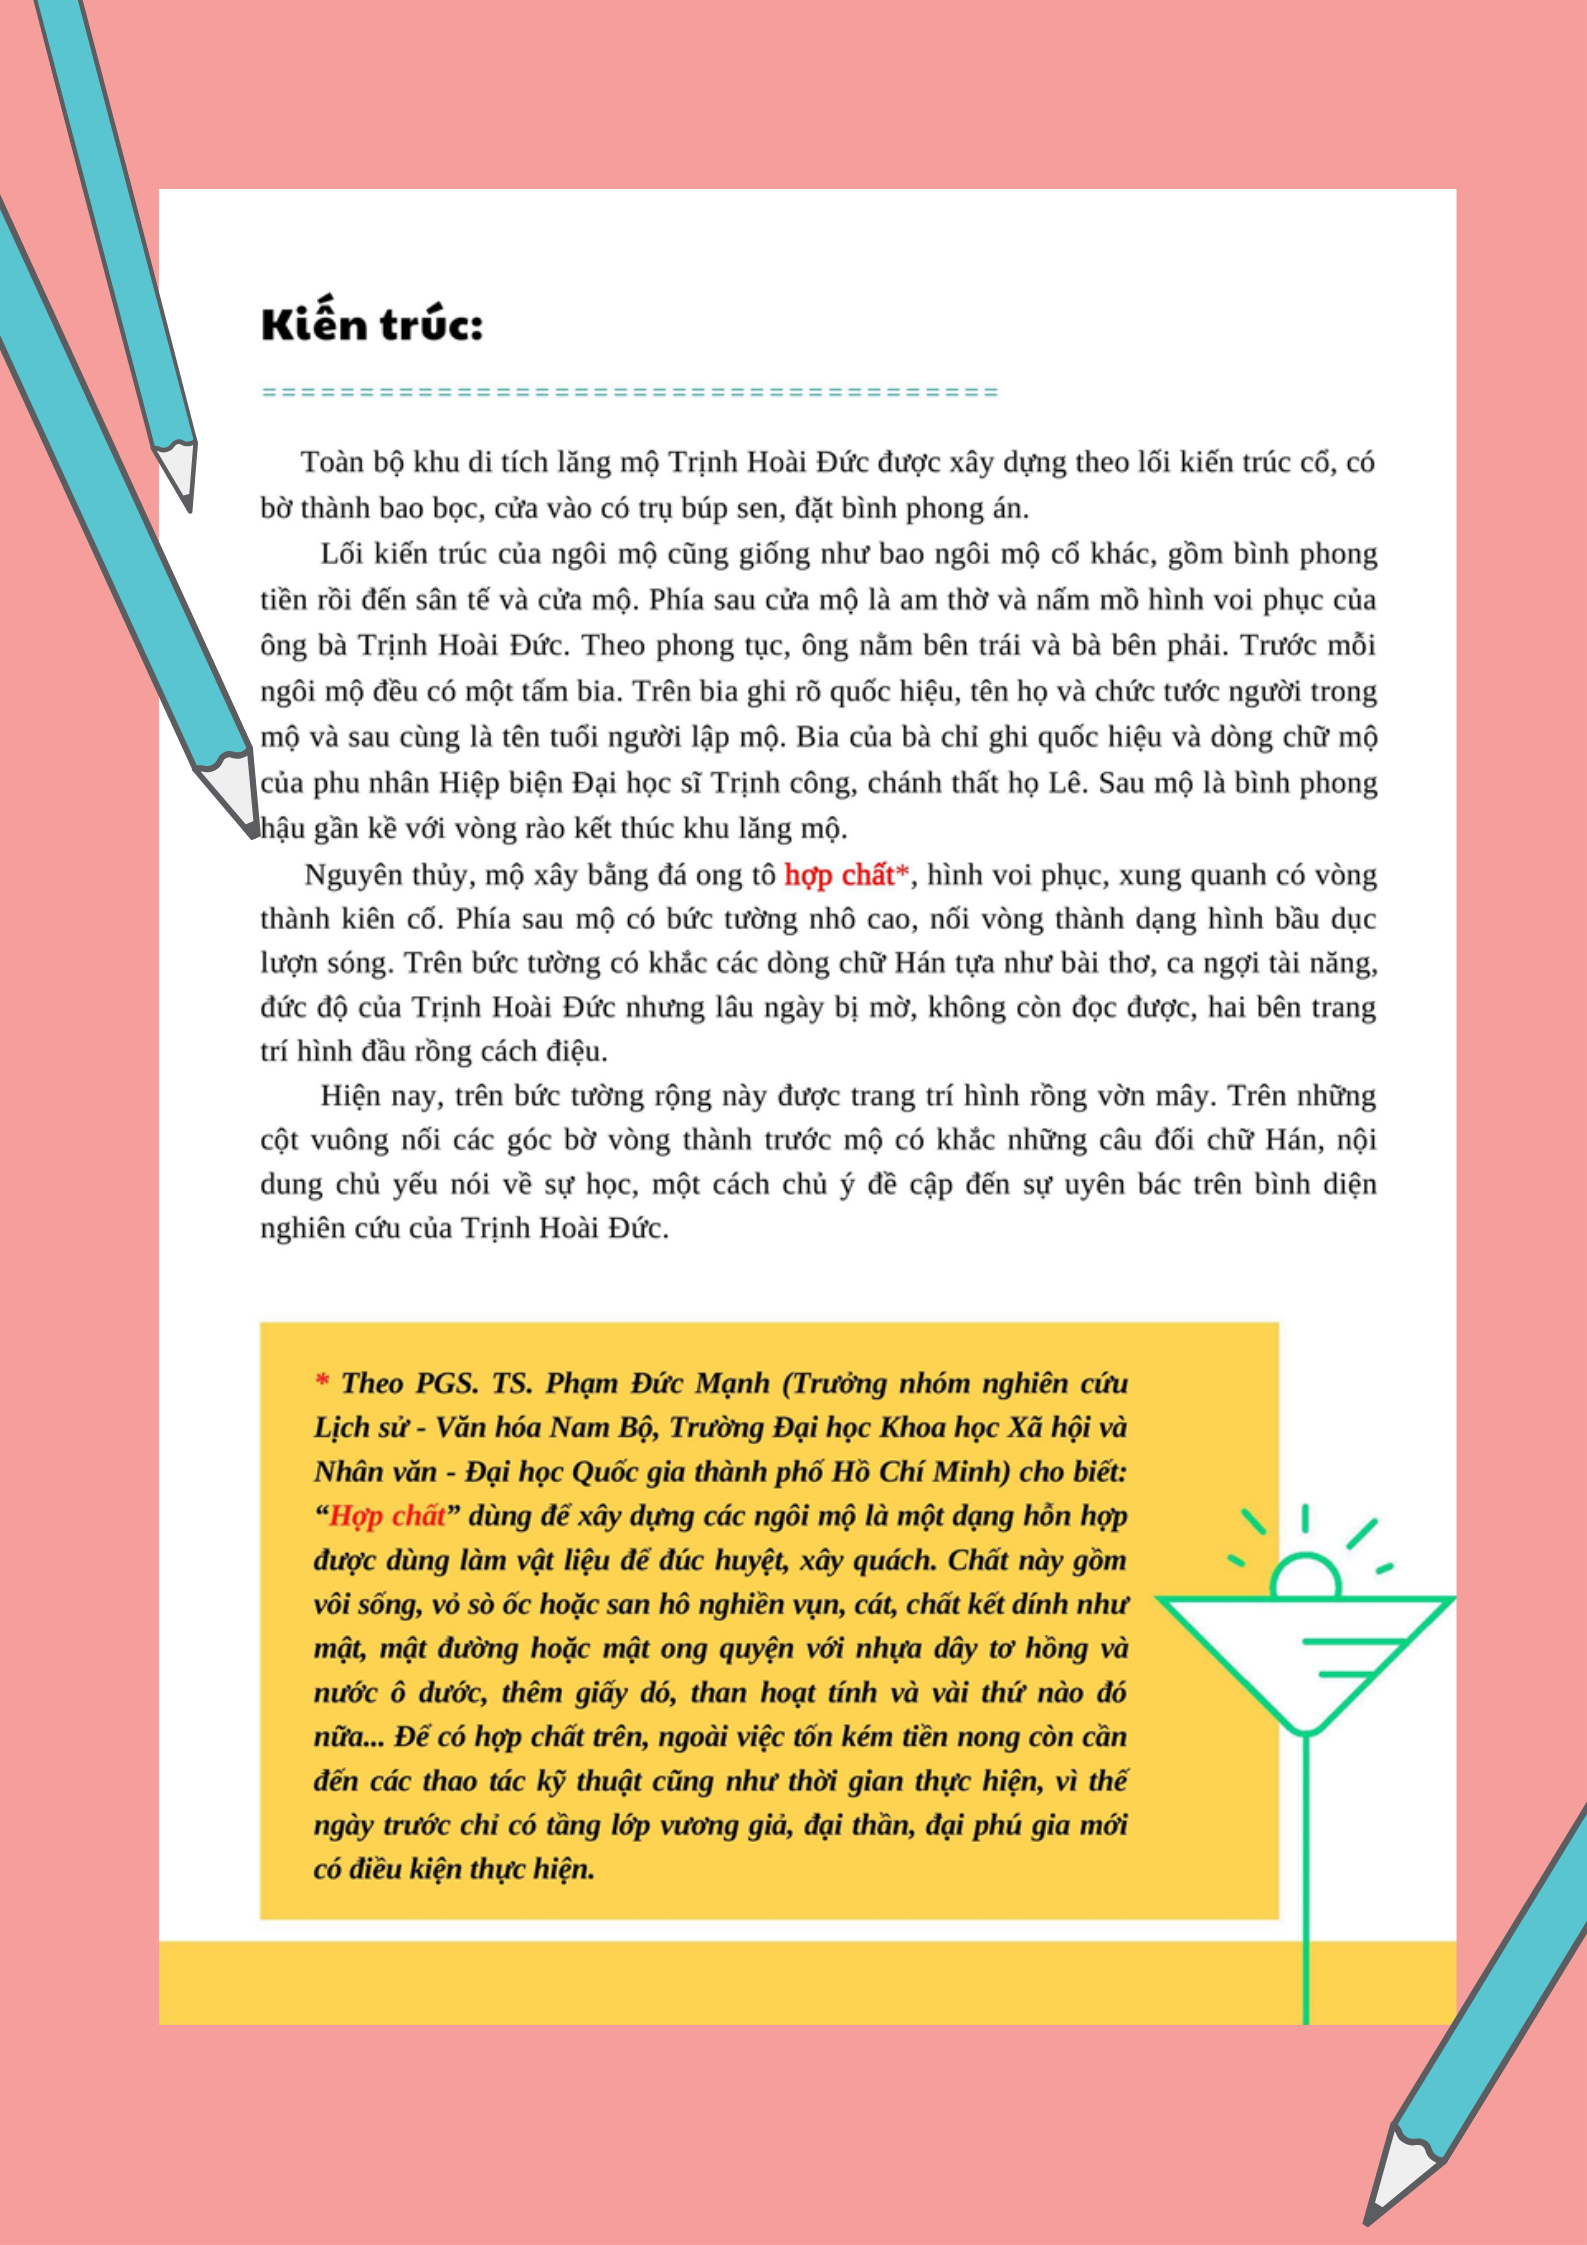 Kiến trúc:
=======================================
Toàn bộ khu di tích lăng mộ Trịnh Hoài Đức được xây dựng theo lối kiến trúc cổ, có
bờ thành bao bọc, cửa vào có trụ búp sen, đặt bình phong án.
Lối kiến trúc của ngôi mộ cũng giống như bao ngôi mộ cổ khác, gồm bình phong
tiền rồi đến sân tế và cửa mộ. Phía sau cửa mộ là am thờ và nấm mồ hình voi phục của
ông bà Trịnh Hoài Đức. Theo phong tục, ông nằm bên trái và bà bên phải. Trước mỗi
ngôi mộ đều có một tấm bia. Trên bia ghi rõ quốc hiệu, tên họ và chức tước người trong
mộ và sau cùng là tên tuổi người lập mộ. Bia của bà chỉ ghi quốc hiệu và dòng chữ mộ
của phu nhân Hiệp biện Đại học sĩ Trịnh công, chánh thất họ Lê. Sau mộ là bình phong
hậu gần kề với vòng rào kết thúc khu lăng mộ.
Nguyên thủy, mộ xây bằng đá ong tô hợp chất*, hình voi phục, xung quanh có vòng
thành kiên cố. Phía sau mộ có bức tường nhô cao, nối vòng thành dạng hình bầu dục
lượn sóng. Trên bức tường có khắc các dòng chữ Hán tựa như bài thơ, ca ngợi tài năng,
đức độ của Trịnh Hoài Đức nhưng lâu ngày bị mờ, không còn đọc được, hai bên trang
trí hình đầu rồng cách điệu.
Hiện nay, trên bức tường rộng này được trang trí hình rồng vờn mây. Trên những
cột vuông nối các góc bờ vòng thành trước mộ có khắc những câu đối chữ Hán, nội
dung chủ yếu nói về sự học, một cách chủ ý đề cập đến sự uyên bác trên bình diện
nghiên cứu của Trịnh Hoài Đức.
* Theo PGS. TS. Phạm Đức Mạnh (Trưởng nhóm nghiên cứu
Lịch sử - Văn hóa Nam Bộ, Trường Đại học Khoa học Xã hội và
Nhân văn - Đại học Quốc gia thành phố Hồ Chí Minh) cho biết:
“Hợp chất” dùng để xây dựng các ngôi mộ là một dạng hỗn hợp
được dùng làm vật liệu để đúc huyệt, xây quách. Chất này gồm
vôi sống, vỏ sò ốc hoặc san hô nghiền vụn, cát, chất kết dính như
mật, mật đường hoặc mật ong quyện với nhựa dây tơ hồng và
nước ô dước, thêm giấy dó, than hoạt tính và vài thứ nào đó
nữa... Để có hợp chất trên, ngoài việc tốn kém tiền nong còn cần
đến các thao tác kỹ thuật cũng như thời gian thực hiện, vì thế
ngày trước chỉ có tầng lớp vương giả, đại thần, đại phú gia mới
có điều kiện thực hiện.